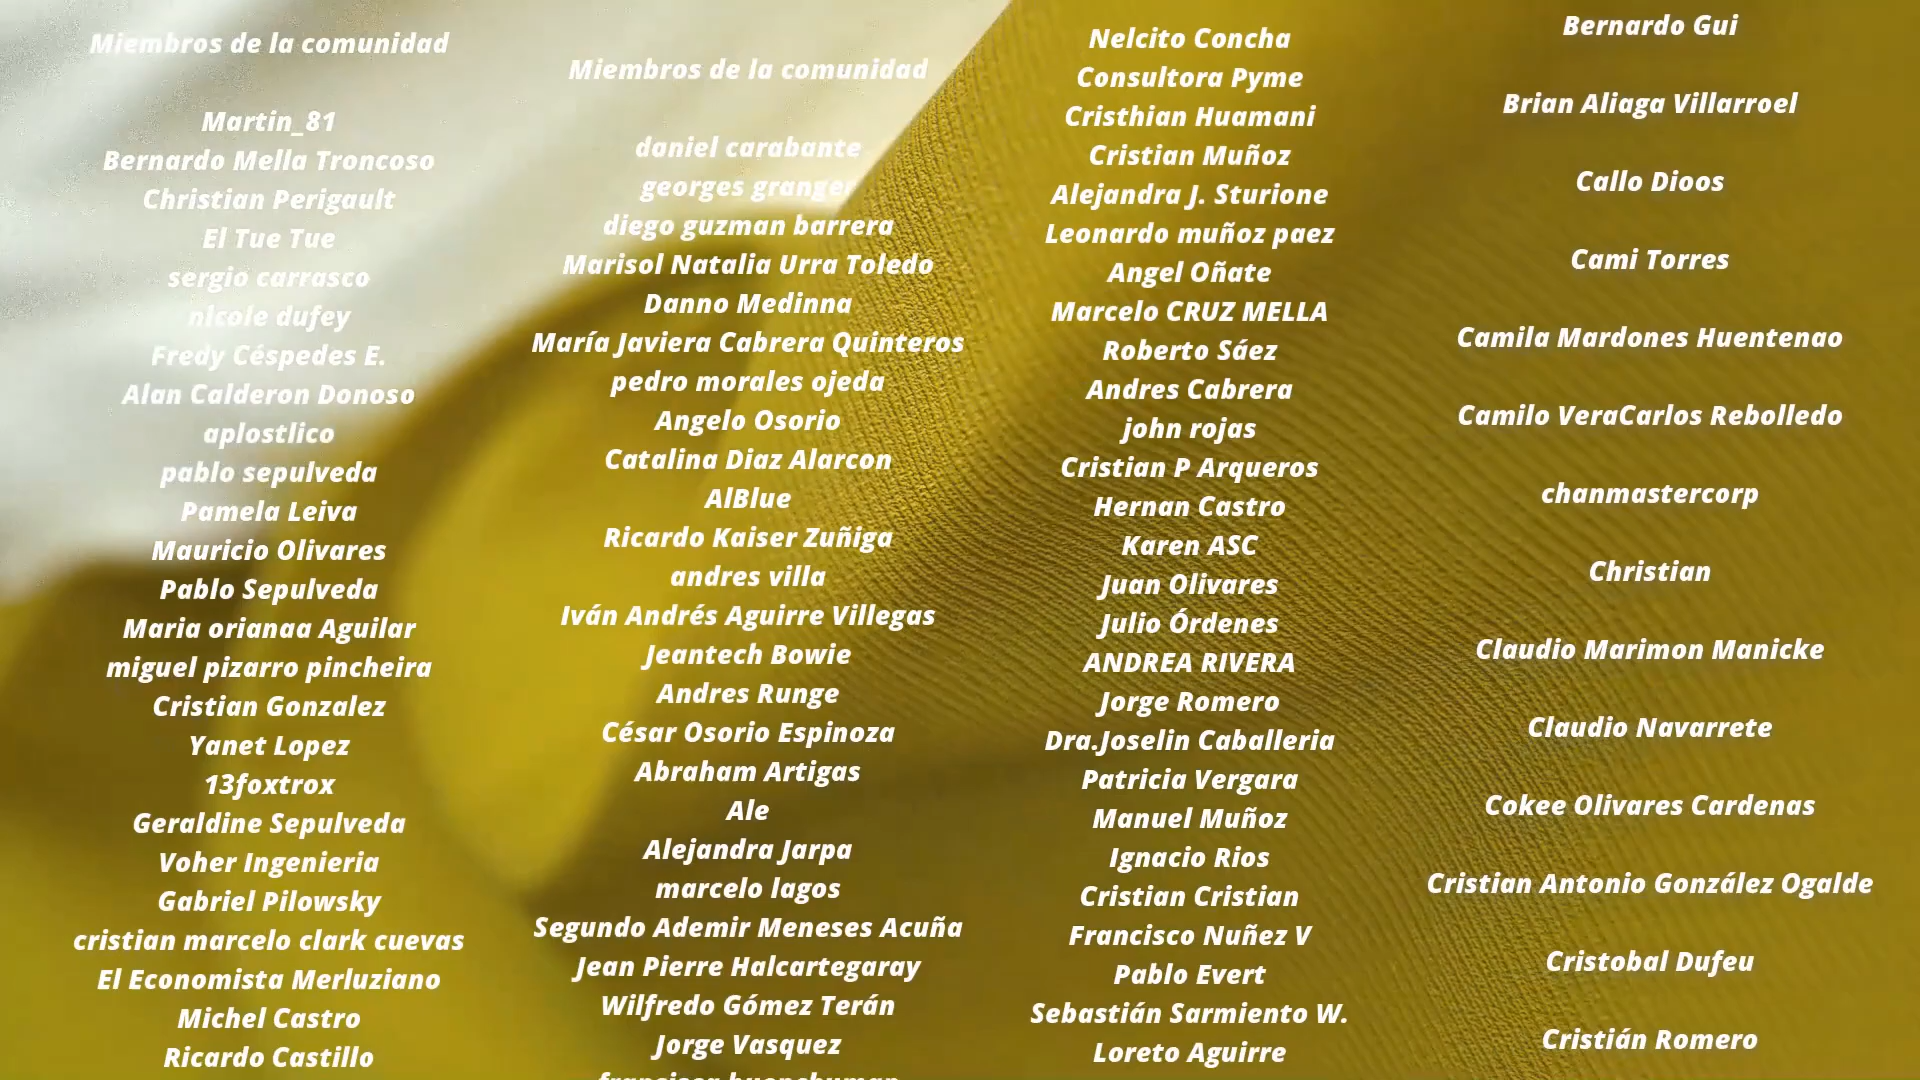 Miembros de la comunidad
Martin_81
Bernardo Mella Troncoso
Christian Perigault
El Tue Tue
sergio carrasco
nicole dufey
Fredy Céspedes E.
Alan Calderon Donoso
aplostlico
pablo sepulveda
Pamela Leiva
Mauricio Olivares
Pablo Sepulveda
Maria orianaa Aguilar
miguel pizarro pincheira
Cristian Gonzalez
Yanet Lopez
13foxtrox
Geraldine Sepulveda
Voher Ingenieria
Gabriel Pilowsky
cristian marcelo clark cuevas
El Economista Merluziano
Michel Castro
Ricardo Castillo
Miembros de la comunidad
daniel carabante
georges granger
diego guzman barrera
Marisol Natalia Urra Toledo
Danno Medinna
María Javiera Cabrera Quinteros
pedro morales ojeda
Angelo Osorio
Catalina Diaz Alarcon
AlBlue
Ricardo Kaiser Zuñiga
andres villa
Iván Andrés Aguirre Villegas
Jeantech Bowie
Andres Runge
César Osorio Espinoza
Abraham Artigas
Ale
Alejandra Jarpa
marcelo lagos
Segundo Ademir Meneses Acuña
Jean Pierre Halcartegaray
Wilfredo Gómez Terán
Jorge Vasquez
Nelcito Concha
Consultora Pyme
Cristhian Huamani
Cristian Muñoz
Alejandra J. Sturione
Leonardo muñoz paez
Angel Oñate
Marcelo CRUZ MELLA
Roberto Sáez
Andres Cabrera
john rojas
Cristian P Arqueros
Hernan Castro
Karen ASC
Juan Olivares
Julio Órdenes
ANDREA RIVERA
Jorge Romero
Dra.Joselin Caballeria
Patricia Vergara
Manuel Muñoz
Ignacio Rios
Cristian Cristian
Francisco Nuñez V
Pablo Evert
Sebastián Sarmiento W.
Loreto Aguirre
Bernardo Gui
Brian Aliaga Villarroel
Callo Dioos
Cami Torres
Camila Mardones Huentenao
Camilo VeraCarlos Rebolledo
chanmastercorp
Christian
Claudio Marimon Manicke
Claudio Navarrete
Cokee Olivares Cardenas
Cristian Antonio González Ogalde
Cristobal Dufeu
Cristián Romero